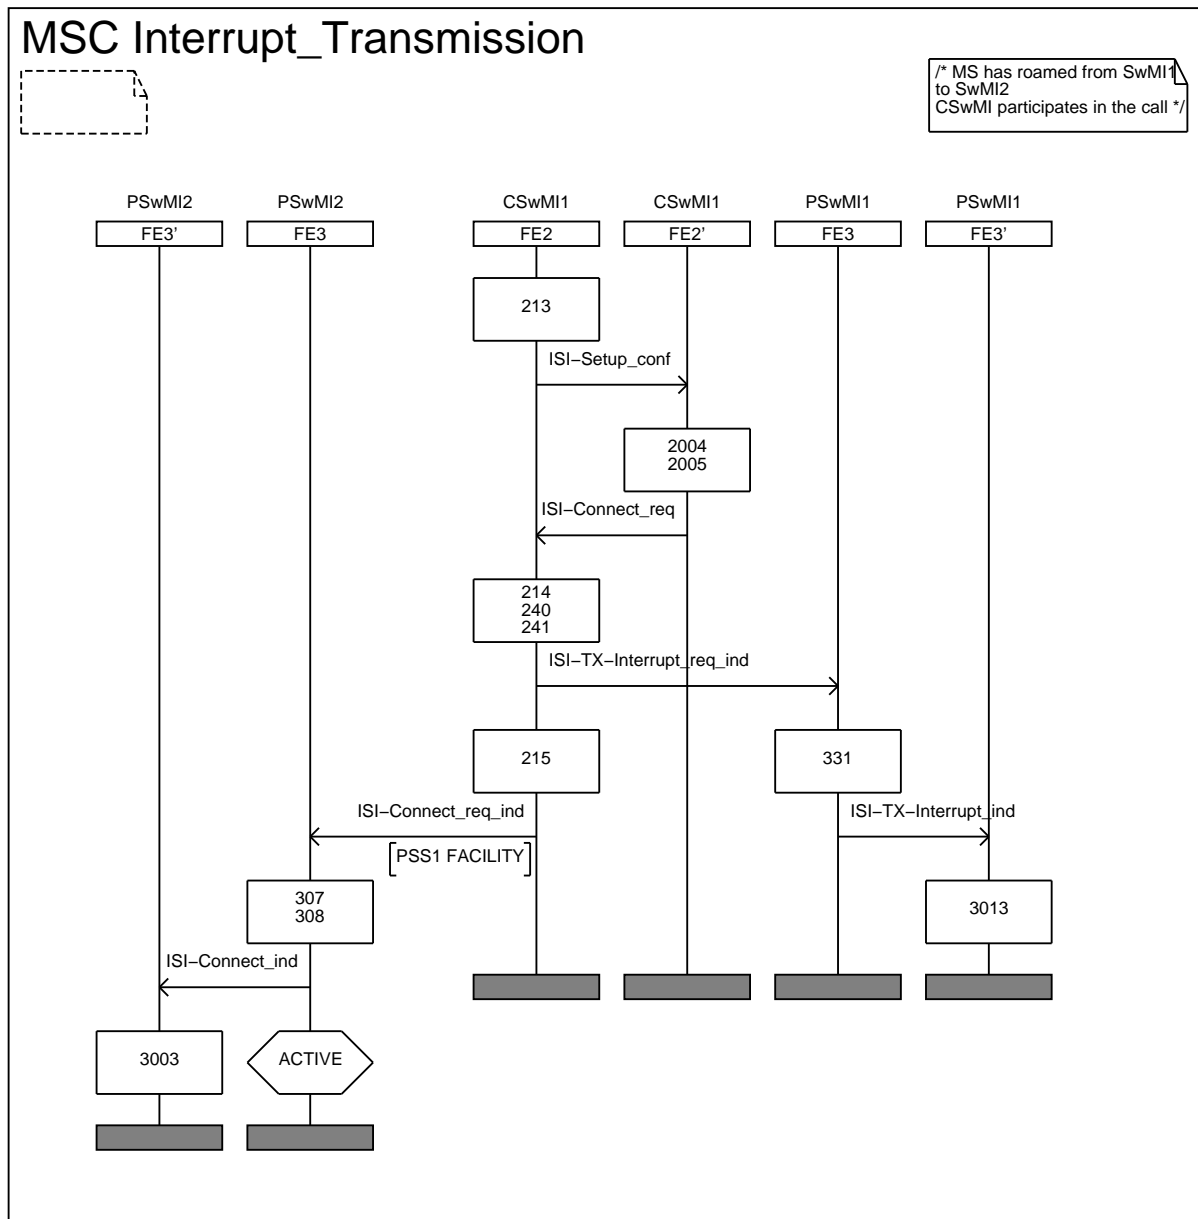 MSC Interrupt_Transmission
/* MS has roamed from SwMI1
to SwMI2
CSwMI participates in the call */
PSwMI2 PSwMI2 CSwMI1 CSwMI1 PSwMI1 PSwMI1
FE3' FE3 FE2 FE2' FE3 FE3'
213
ISI−Setup_conf
2004
2005
ISI−Connect_req
214
240
241
ISI−TX−Interrupt_req_ind
215 331
ISI−Connect_req_ind ISI−TX−Interrupt_ind
PSS1 FACILITY
307
308
3013
ISI−Connect_ind
3003 ACTIVE